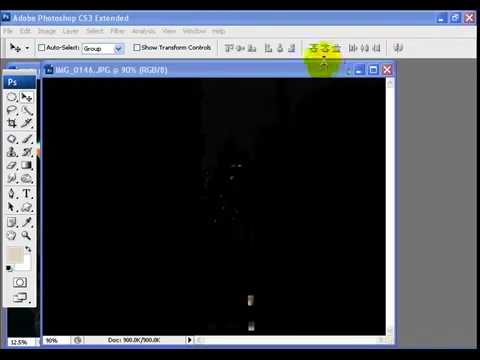 Adobe Photoshop CS3 Extended
File Edit Image Layer Select Filter Analysis View Window Help
Auto-Select: Group Show Transform Controls
Ps
IMG_0146.JPG @ 90% (RGB/8)
12.5%
90% Doc: 900.0K/900.0K